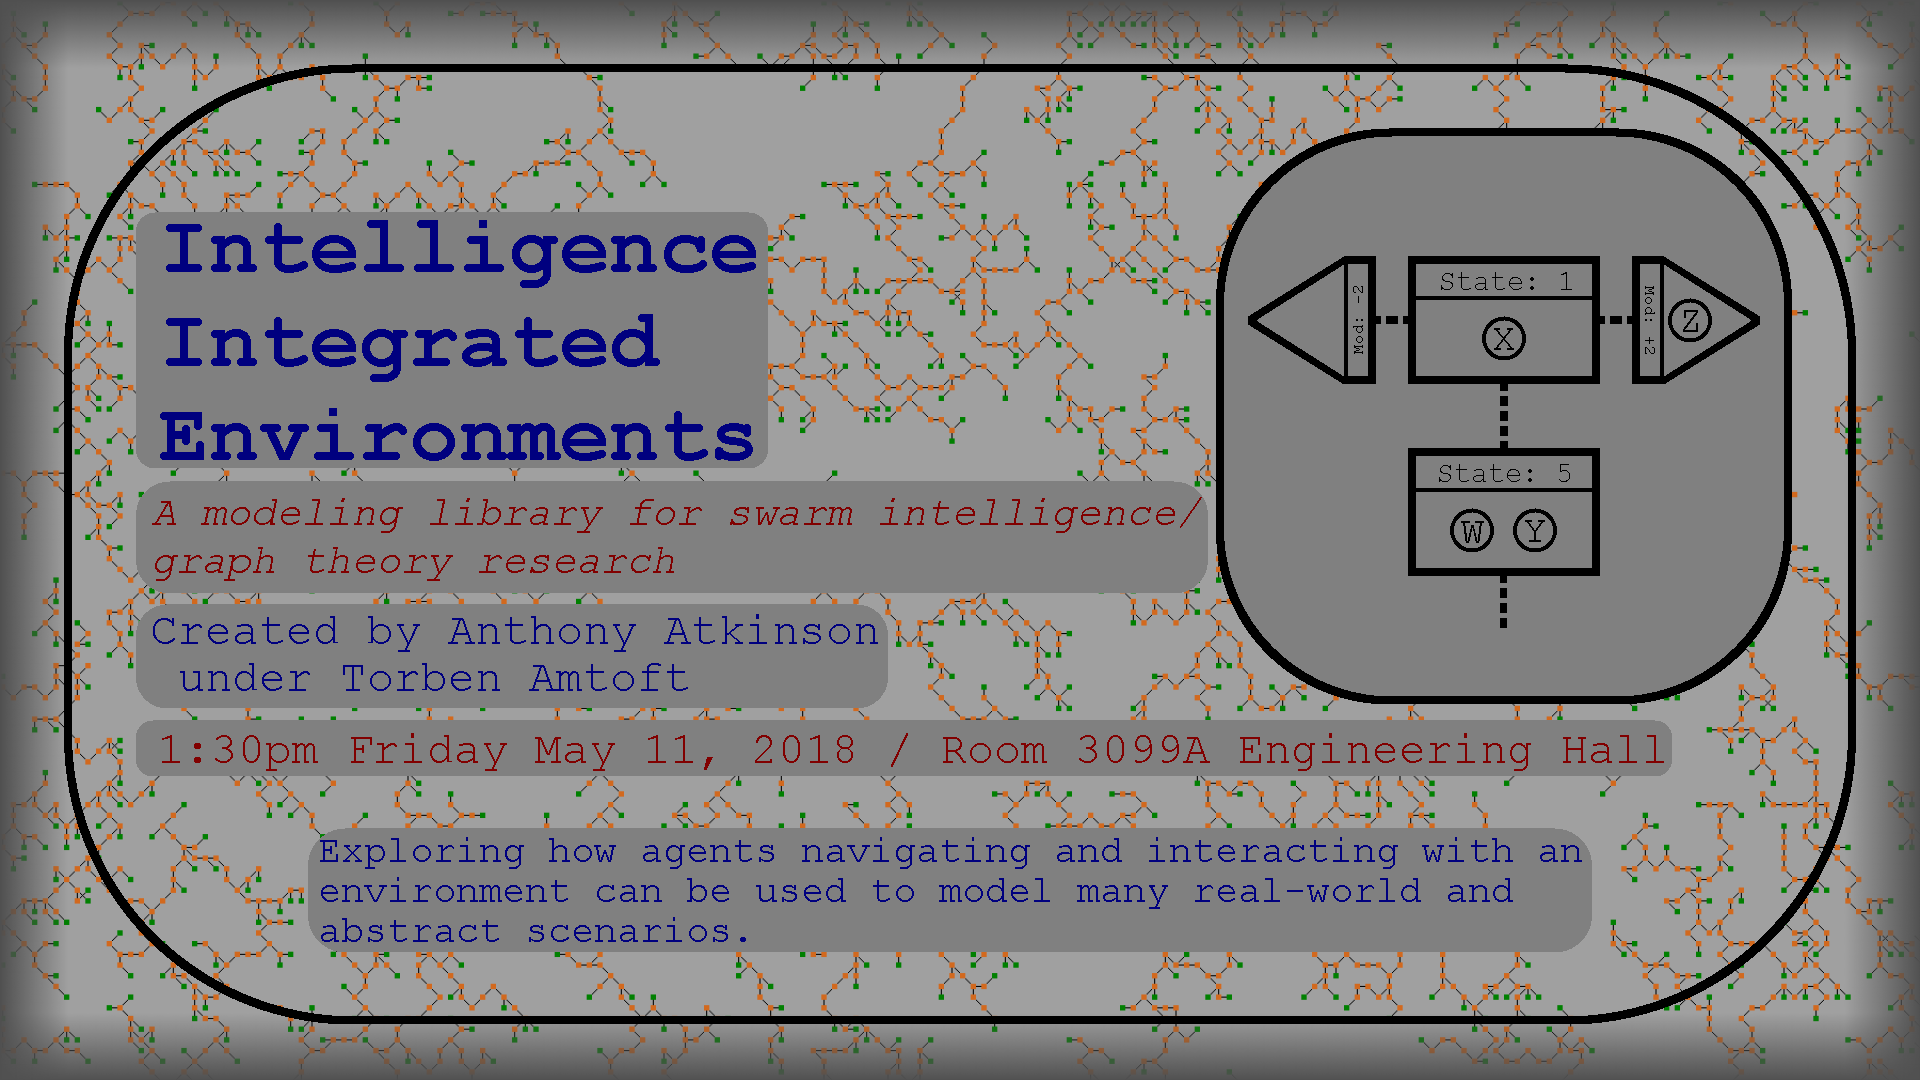 Intelligence
Integrated
Environments
A modeling library for swarm intelligence/
graph theory research
Created by Anthony Atkinson
under Torben Amtoft
1:30pm Friday May 11, 2018 / Room 3099A Engineering Hall
Exploring how agents navigating and interacting with an
environment can be used to model many real-world and
abstract scenarios.
Mod: -2
State: 1
X
Mod: +2
Z
State: 5
W Y